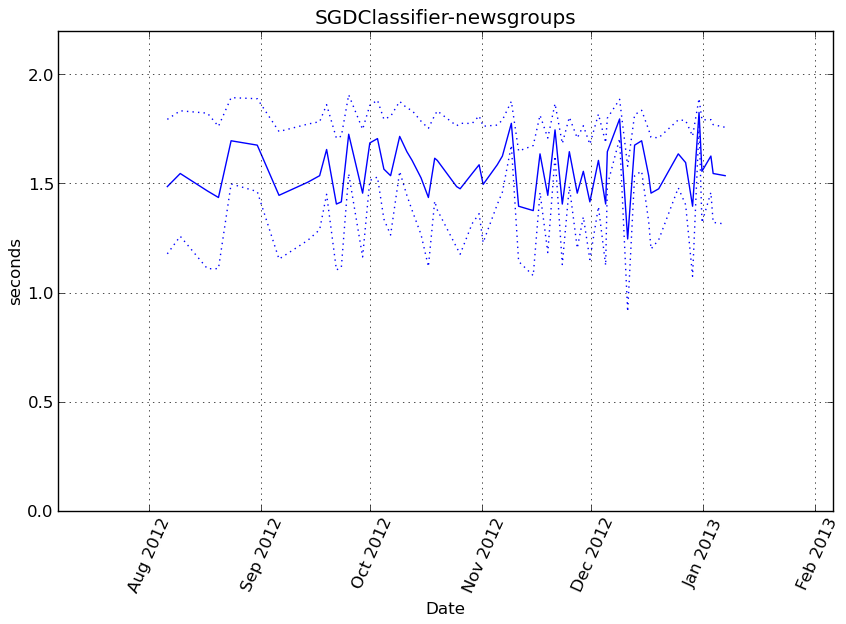 SGDClassifier-newsgroups
2.0
1.5
1.0
0.5
0.0
seconds
Aug 2012
Sep 2012
Oct 2012
Nov 2012
Dec 2012
Jan 2013
Feb 2013
Date